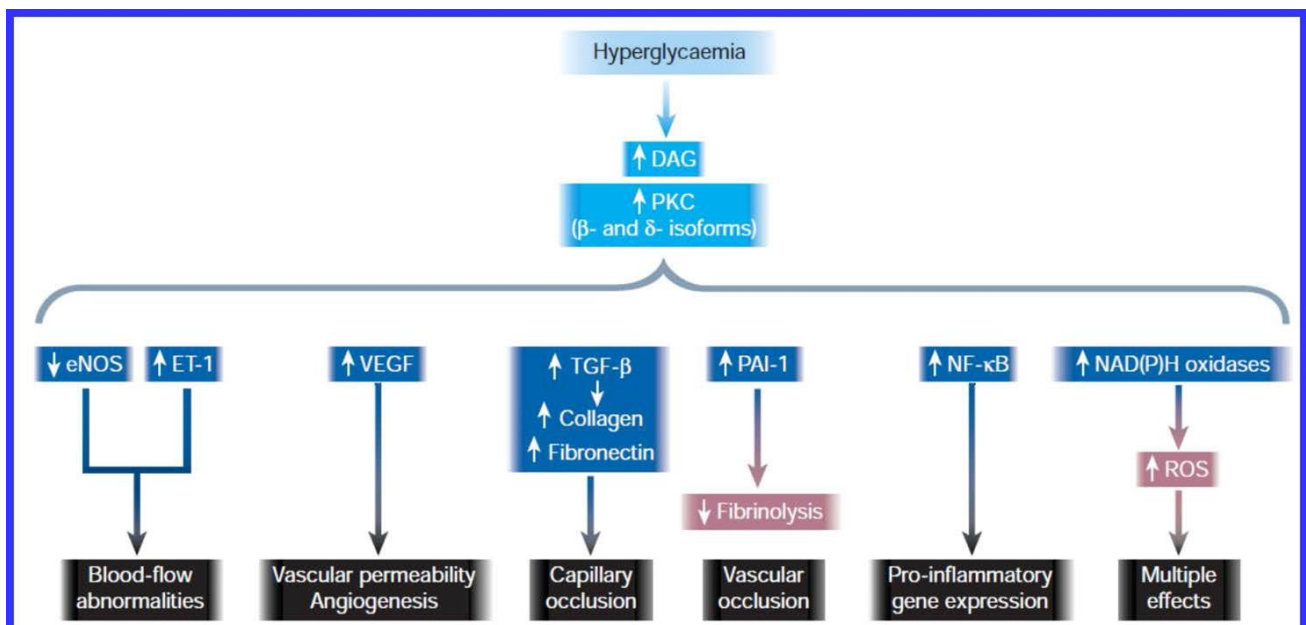 Hyperglycaemia
↑ DAG
↑ PKC
(β- and δ- isoforms)
↓ eNOS
↑ ET-1
↑ VEGF
↑ TGF-β
↑ Collagen
↑ Fibronectin
↑ PAI-1
↑ NF-κB
↑ NAD(P)H oxidases
↑ ROS
↓ Fibrinolysis
Blood-flow
abnormalities
Vascular permeability
Angiogenesis
Capillary
occlusion
Vascular
occlusion
Pro-inflammatory
gene expression
Multiple
effects